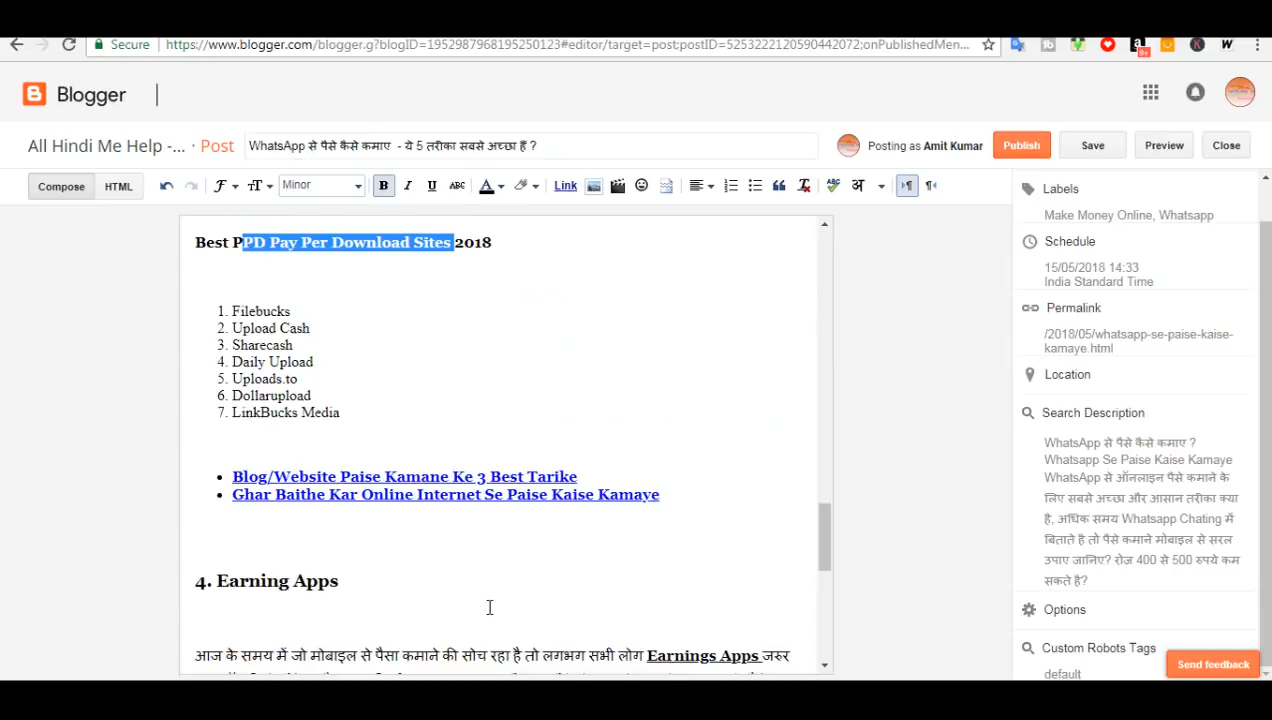 Secure https://www.blogger.com/blogger.g?blogID=1952987968195250123#editor/target=post;postID=5253222120590442072;onPublishedMen...
Blogger
All Hindi Me Help -... · Post WhatsApp से पैसे कैसे कमाए - ये 5 तरीका सबसे अच्छा हैं ? Posting as Amit Kumar Publish Save Preview Close
Compose HTML Minor B I U ABC A Link अ
Best PPD Pay Per Download Sites 2018
1. Filebucks
2. Upload Cash
3. Sharecash
4. Daily Upload
5. Uploads.to
6. Dollarupload
7. LinkBucks Media
Blog/Website Paise Kamane Ke 3 Best Tarike
Ghar Baithe Kar Online Internet Se Paise Kaise Kamaye
4. Earning Apps
आज के समय में जो मोबाइल से पैसा कमाने की सोच रहा है तो लगभग सभी लोग Earnings Apps जरुर
Labels
Make Money Online, Whatsapp
Schedule
15/05/2018 14:33
India Standard Time
Permalink
/2018/05/whatsapp-se-paise-kaise-
kamaye.html
Location
Search Description
WhatsApp से पैसे कैसे कमाए ?
Whatsapp Se Paise Kaise Kamaye
WhatsApp से ऑनलाइन पैसे कमाने के
लिए सबसे अच्छा और आसान तरीका क्या
है, अधिक समय Whatsapp Chating में
बिताते है तो पैसे कमाने मोबाइल से सरल
उपाए जानिए? रोज 400 से 500 रुपये कम
सकते है?
Options
Custom Robots Tags
default
Send feedback